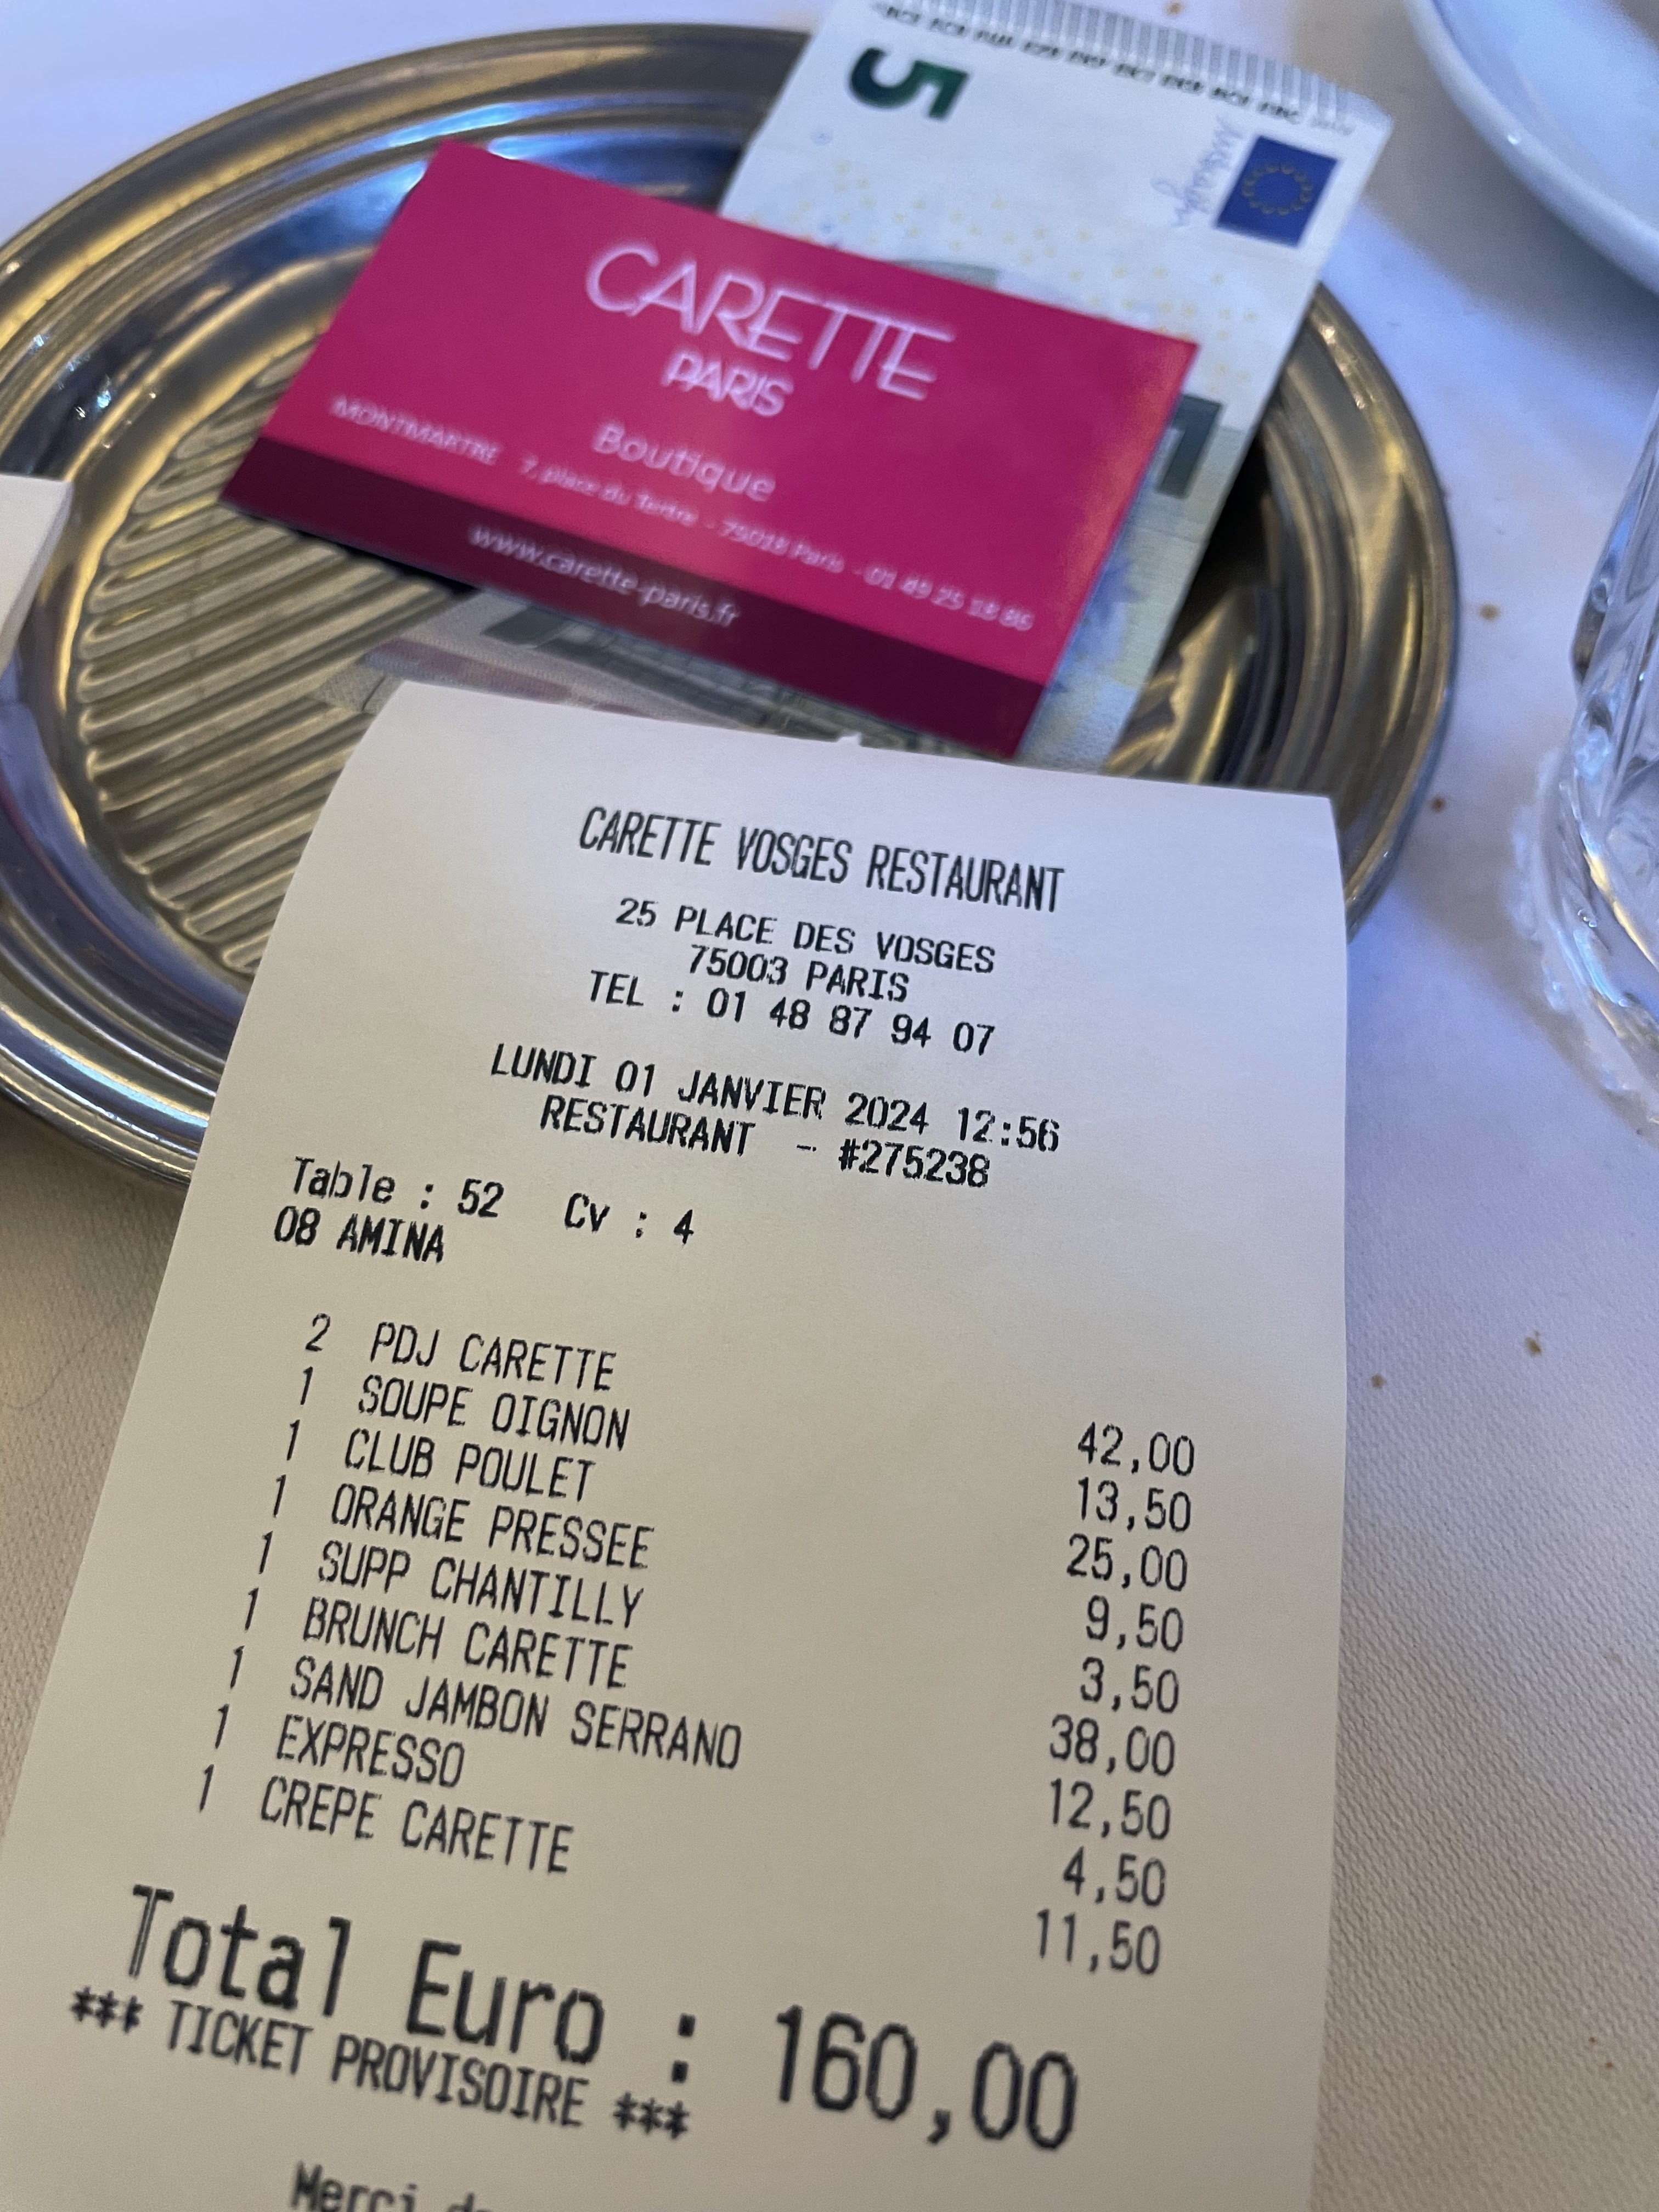 5
CARETTE
PARIS
Boutique
MONTMARTRE 7, place du Tertre - 75018 Paris - 01 49 25 18 86
www.carette-paris.fr
CARETTE VOSGES RESTAURANT
25 PLACE DES VOSGES
75003 PARIS
TEL : 01 48 87 94 07
LUNDI 01 JANVIER 2024 12:56
RESTAURANT - #275238
Table : 52 Cv : 4
08 AMINA
2 PDJ CARETTE 42,00
1 SOUPE OIGNON 13,50
1 CLUB POULET 25,00
1 ORANGE PRESSEE 9,50
1 SUPP CHANTILLY 3,50
1 BRUNCH CARETTE 38,00
1 SAND JAMBON SERRANO 12,50
1 EXPRESSO 4,50
1 CREPE CARETTE 11,50
Total Euro : 160,00
*** TICKET PROVISOIRE ***
Merci